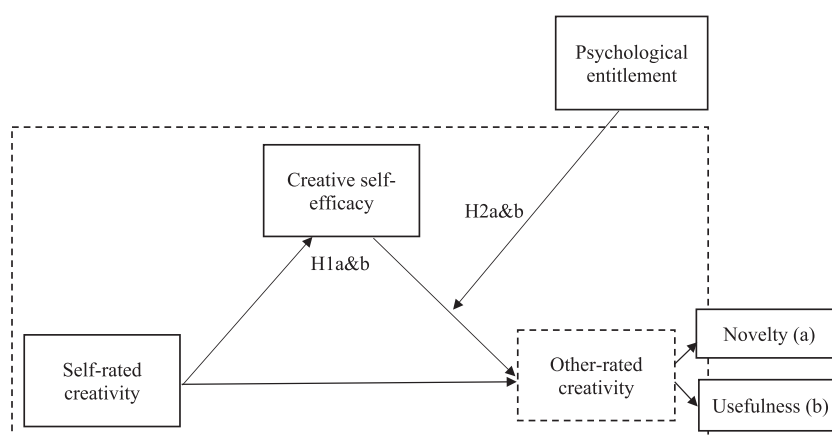 Psychological
entitlement
Creative self-
efficacy
H2a&b
H1a&b
Self-rated
creativity
Other-rated
creativity
Novelty (a)
Usefulness (b)